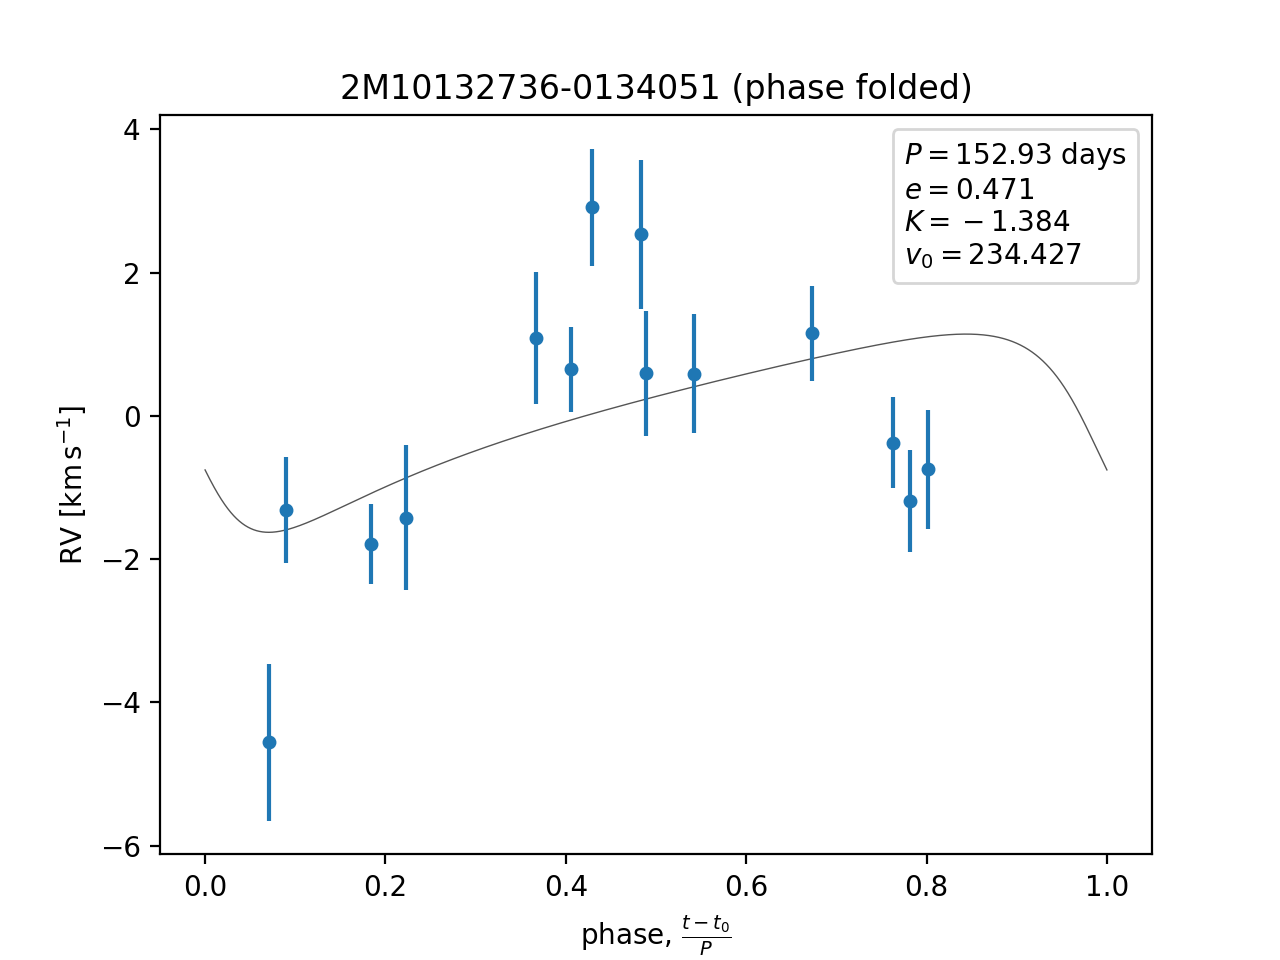 2M10132736-0134051 (phase folded)
P = 152.93 days
e = 0.471
K = −1.384
v₀ = 234.427
RV [km s⁻¹]
4
2
0
−2
−4
−6
0.0 0.2 0.4 0.6 0.8 1.0
phase, (t − t₀)/P